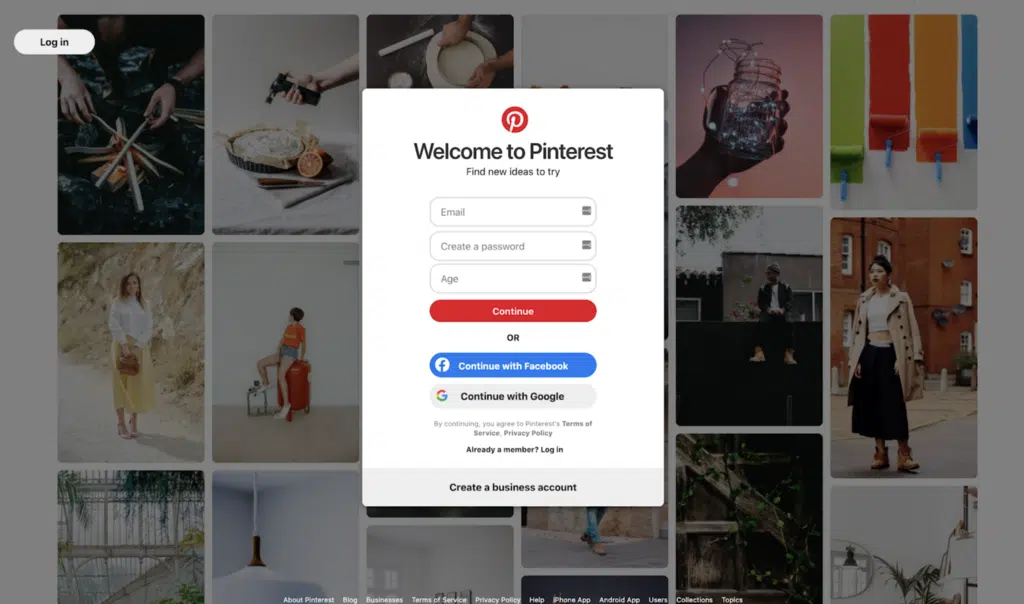 Log in
Welcome to Pinterest
Find new ideas to try
Email
Create a password
Age
Continue
OR
Continue with Facebook
Continue with Google
By continuing, you agree to Pinterest's Terms of
Service, Privacy Policy
Already a member? Log in
Create a business account
About Pinterest Blog Businesses Terms of Service Privacy Policy Help iPhone App Android App Users Collections Topics